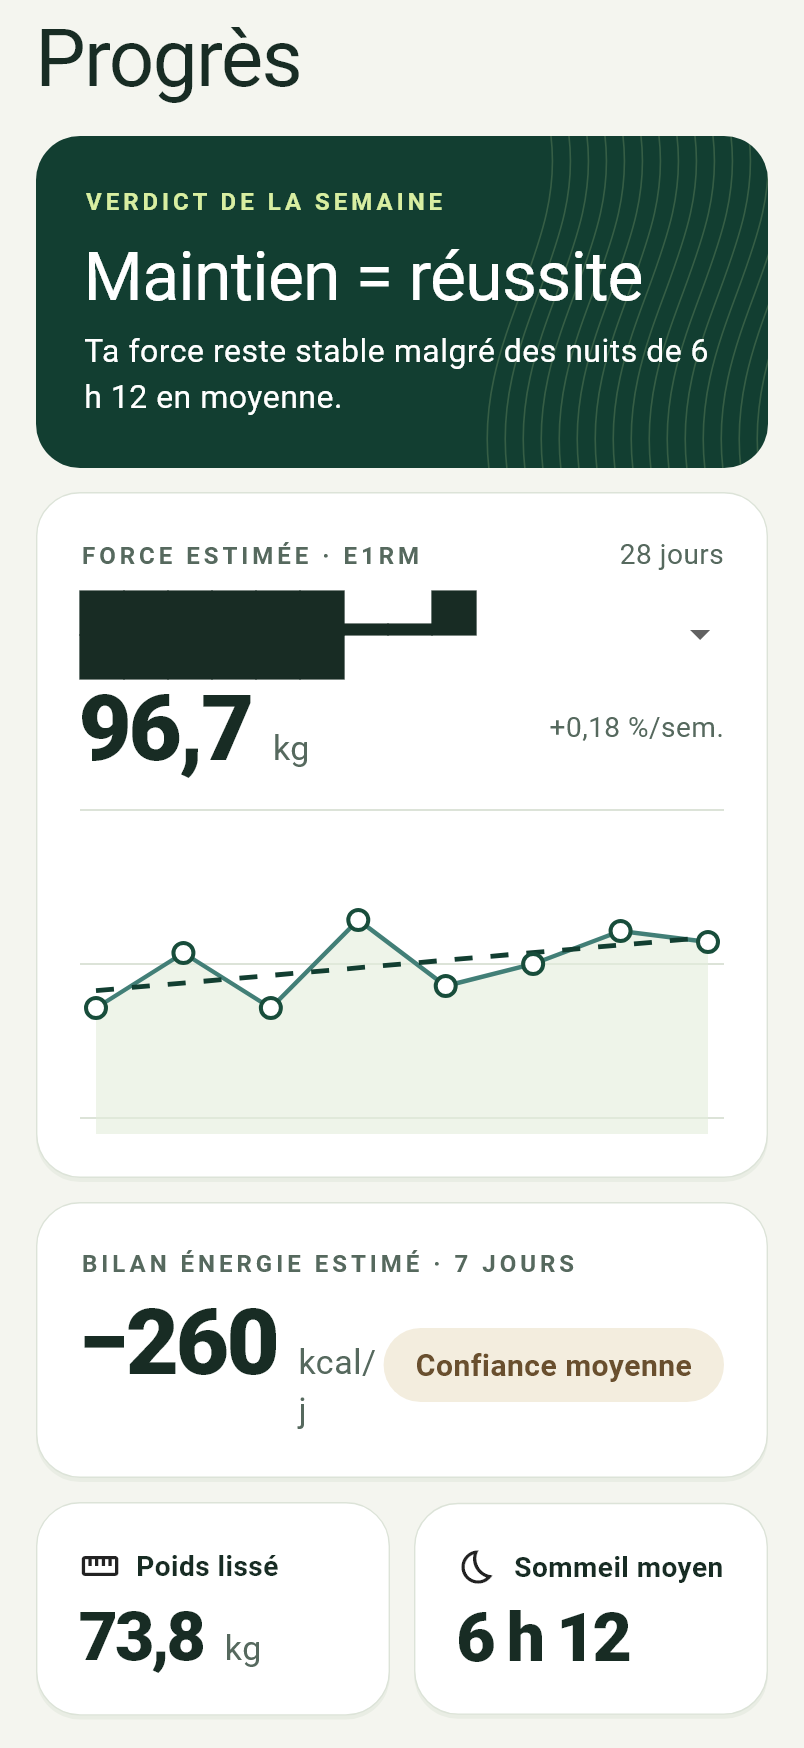 Progrès
VERDICT DE LA SEMAINE
Maintien = réussite
Ta force reste stable malgré des nuits de 6
h 12 en moyenne.
FORCE ESTIMÉE · E1RM
28 jours
96,7 kg
+0,18 %/sem.
BILAN ÉNERGIE ESTIMÉ · 7 JOURS
−260 kcal/
j
Confiance moyenne
Poids lissé
73,8 kg
Sommeil moyen
6 h 12